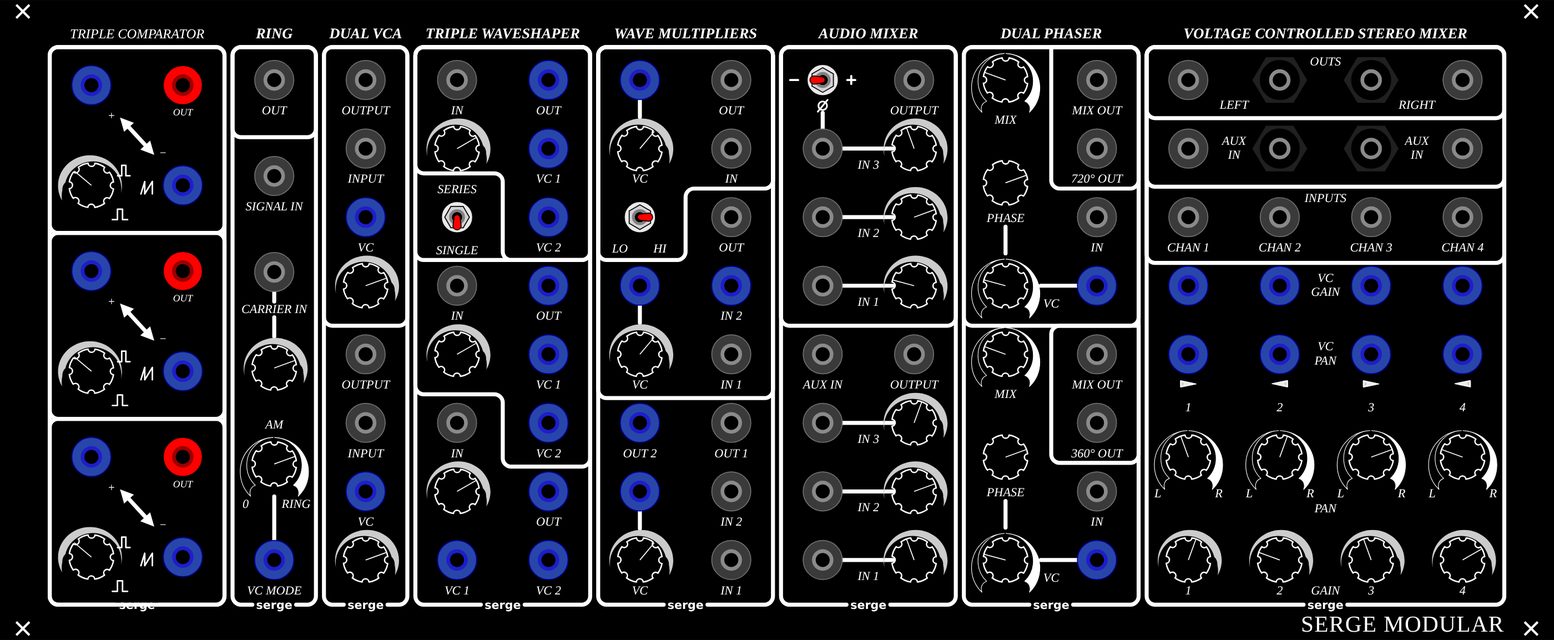 TRIPLE COMPARATOR
OUT
+
−
OUT
+
−
OUT
+
−
serge
RING
OUT
SIGNAL IN
CARRIER IN
AM
0 RING
VC MODE
serge
DUAL VCA
OUTPUT
INPUT
VC
OUTPUT
INPUT
VC
serge
TRIPLE WAVESHAPER
IN OUT
VC 1
SERIES
SINGLE VC 2
IN OUT
VC 1
IN VC 2
OUT
VC 1 VC 2
serge
WAVE MULTIPLIERS
OUT
VC IN
LO HI OUT
IN 2
VC IN 1
OUT 2 OUT 1
IN 2
VC IN 1
serge
AUDIO MIXER
− +
Ø OUTPUT
IN 3
IN 2
IN 1
AUX IN OUTPUT
IN 3
IN 2
IN 1
serge
DUAL PHASER
MIX MIX OUT
720° OUT
PHASE
IN
VC
MIX MIX OUT
360° OUT
PHASE
IN
VC
serge
VOLTAGE CONTROLLED STEREO MIXER
OUTS
LEFT RIGHT
AUX IN AUX IN
INPUTS
CHAN 1 CHAN 2 CHAN 3 CHAN 4
VC
GAIN
VC
PAN
1 2 3 4
L R L R L R L R
PAN
1 2 GAIN 3 4
serge
SERGE MODULAR